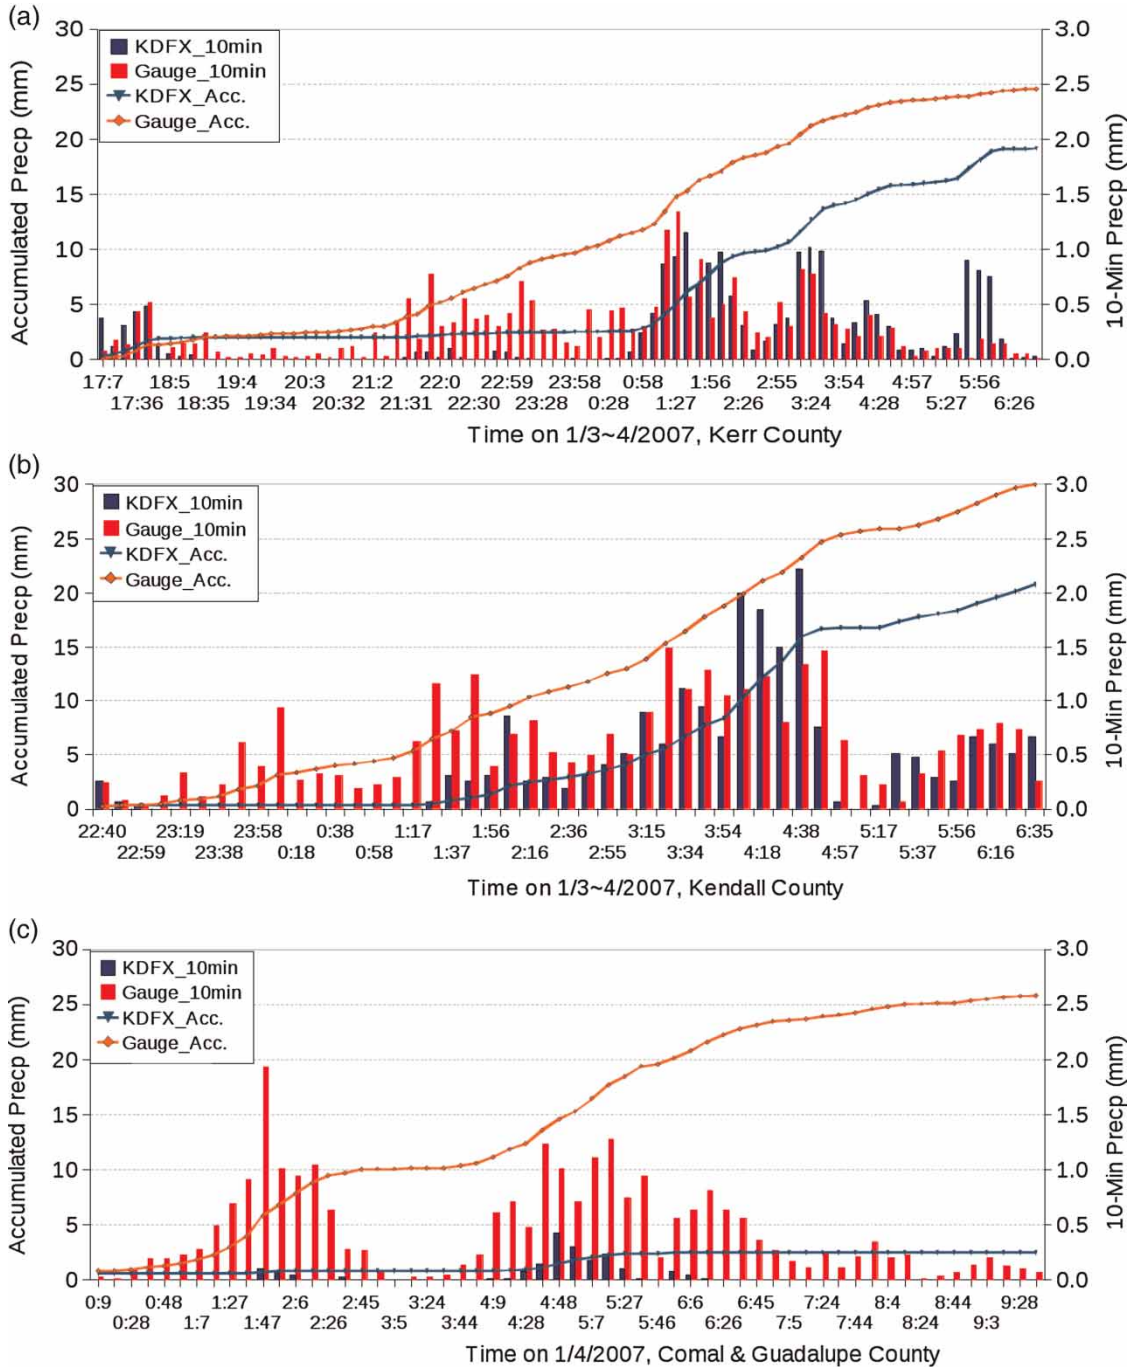 (a)
30 3.0
KDFX_10min
Gauge_10min
KDFX_Acc.
Gauge_Acc.
25 2.5
20 2.0
15 1.5
10 1.0
5 0.5
0 0.0
Accumulated Precp (mm)
10-Min Precp (mm)
17:7 18:5 19:4 20:3 21:2 22:0 22:59 23:58 0:58 1:56 2:55 3:54 4:57 5:56
17:36 18:35 19:34 20:32 21:31 22:30 23:28 0:28 1:27 2:26 3:24 4:28 5:27 6:26
Time on 1/3~4/2007, Kerr County
(b)
30 3.0
KDFX_10min
Gauge_10min
KDFX_Acc.
Gauge_Acc.
25 2.5
20 2.0
15 1.5
10 1.0
5 0.5
0 0.0
Accumulated Precp (mm)
10-Min Precp (mm)
22:40 23:19 23:58 0:38 1:17 1:56 2:36 3:15 3:54 4:38 5:17 5:56 6:35
22:59 23:38 0:18 0:58 1:37 2:16 2:55 3:34 4:18 4:57 5:37 6:16
Time on 1/3~4/2007, Kendall County
(c)
30 3.0
KDFX_10min
Gauge_10min
KDFX_Acc.
Gauge_Acc.
25 2.5
20 2.0
15 1.5
10 1.0
5 0.5
0 0.0
Accumulated Precp (mm)
10-Min Precp (mm)
0:9 0:48 1:27 2:6 2:45 3:24 4:9 4:48 5:27 6:6 6:45 7:24 8:4 8:44 9:28
0:28 1:7 1:47 2:26 3:5 3:44 4:28 5:7 5:46 6:26 7:5 7:44 8:24 9:3
Time on 1/4/2007, Comal & Guadalupe County